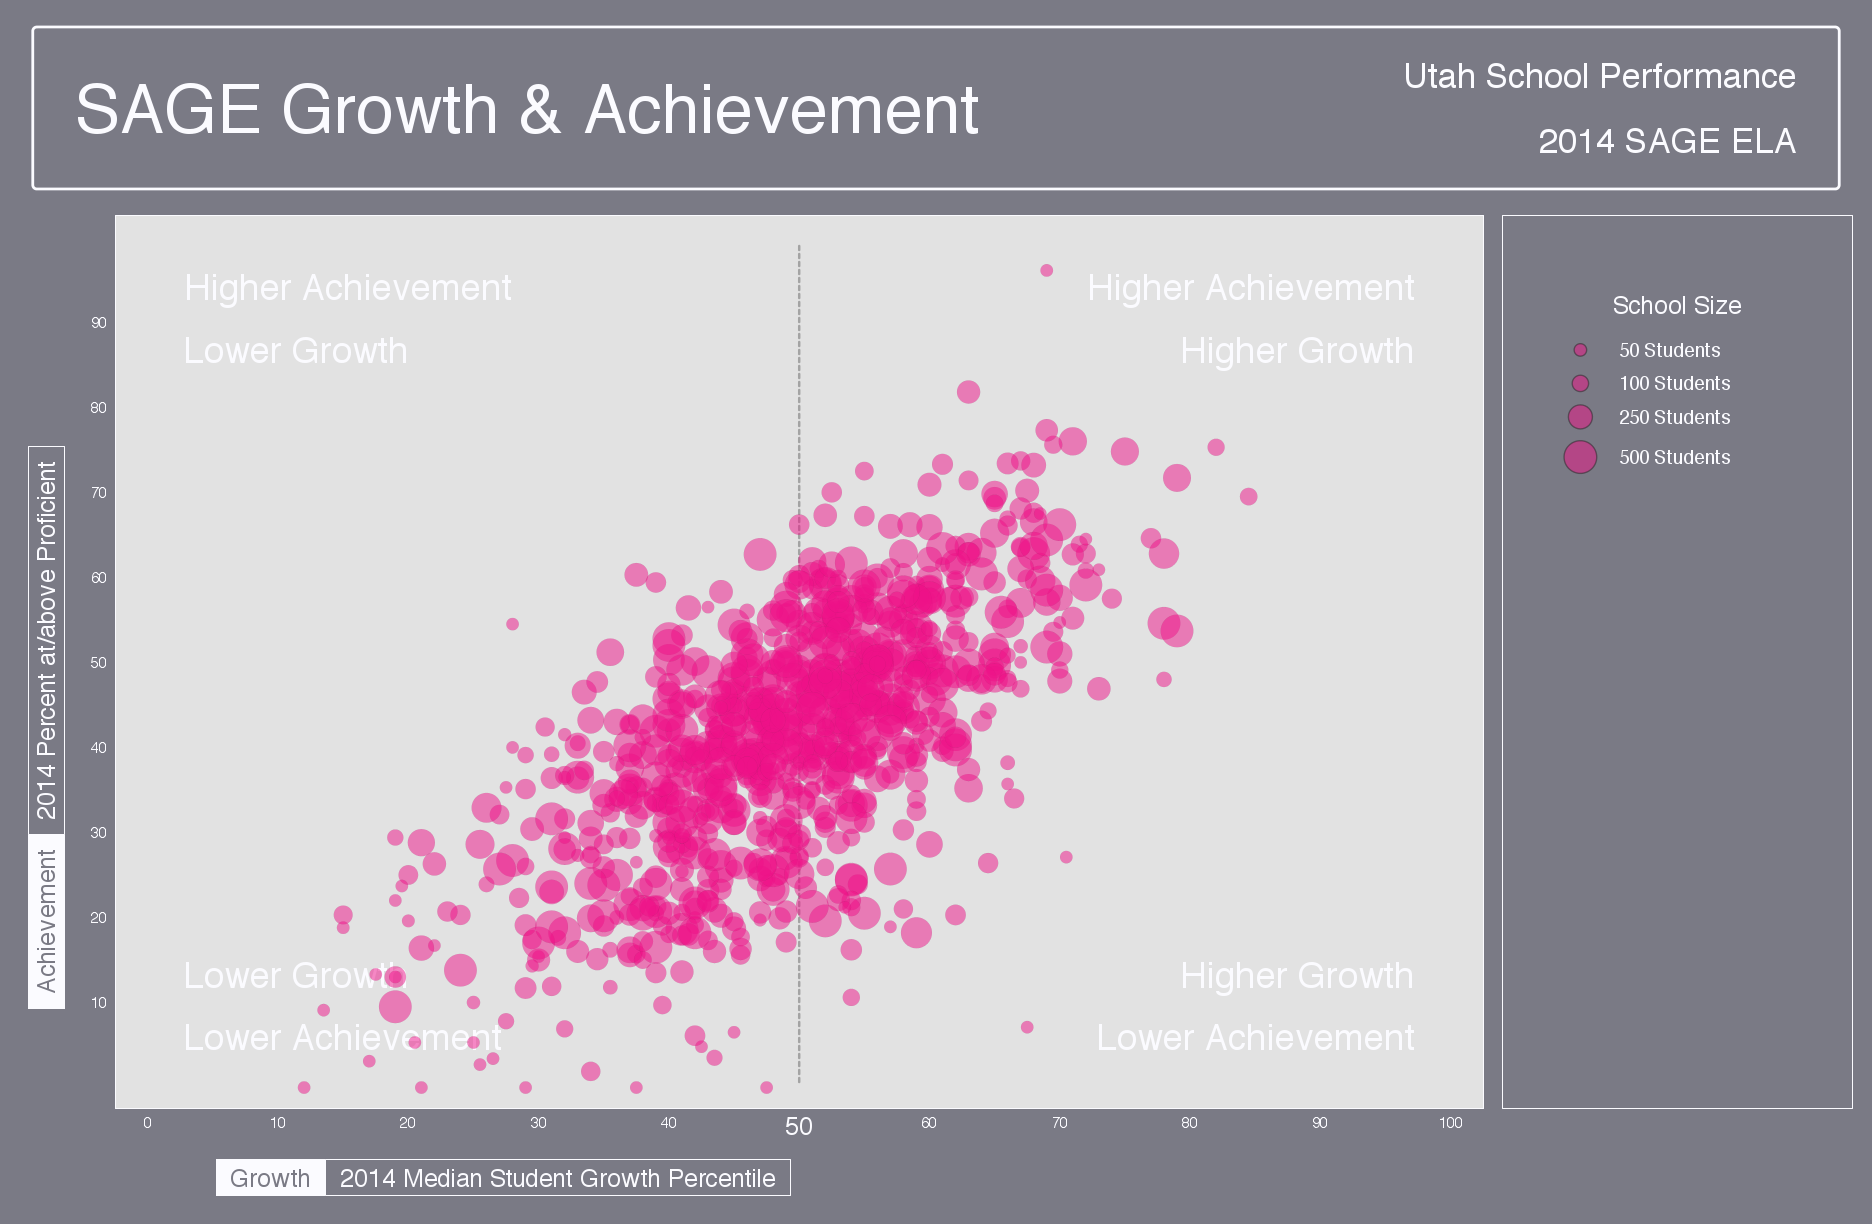 SAGE Growth & Achievement
Utah School Performance
2014 SAGE ELA
Higher Achievement
Lower Growth
Higher Achievement
Higher Growth
Lower Growth
Lower Achievement
Higher Growth
Lower Achievement
90
80
70
60
50
40
30
20
10
Achievement 2014 Percent at/above Proficient
0 10 20 30 40 50 60 70 80 90 100
Growth 2014 Median Student Growth Percentile
School Size
50 Students
100 Students
250 Students
500 Students